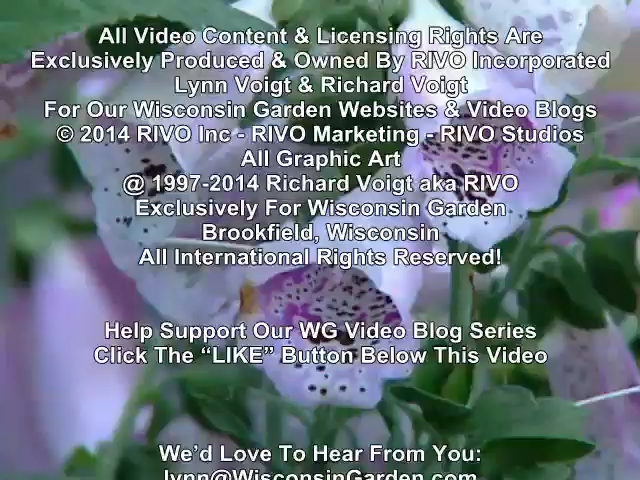 All Video Content & Licensing Rights Are
Exclusively Produced & Owned By RIVO Incorporated
Lynn Voigt & Richard Voigt
For Our Wisconsin Garden Websites & Video Blogs
© 2014 RIVO Inc - RIVO Marketing - RIVO Studios
All Graphic Art
@ 1997-2014 Richard Voigt aka RIVO
Exclusively For Wisconsin Garden
Brookfield, Wisconsin
All International Rights Reserved!
Help Support Our WG Video Blog Series
Click The “LIKE” Button Below This Video
We’d Love To Hear From You:
lynn@WisconsinGarden.com